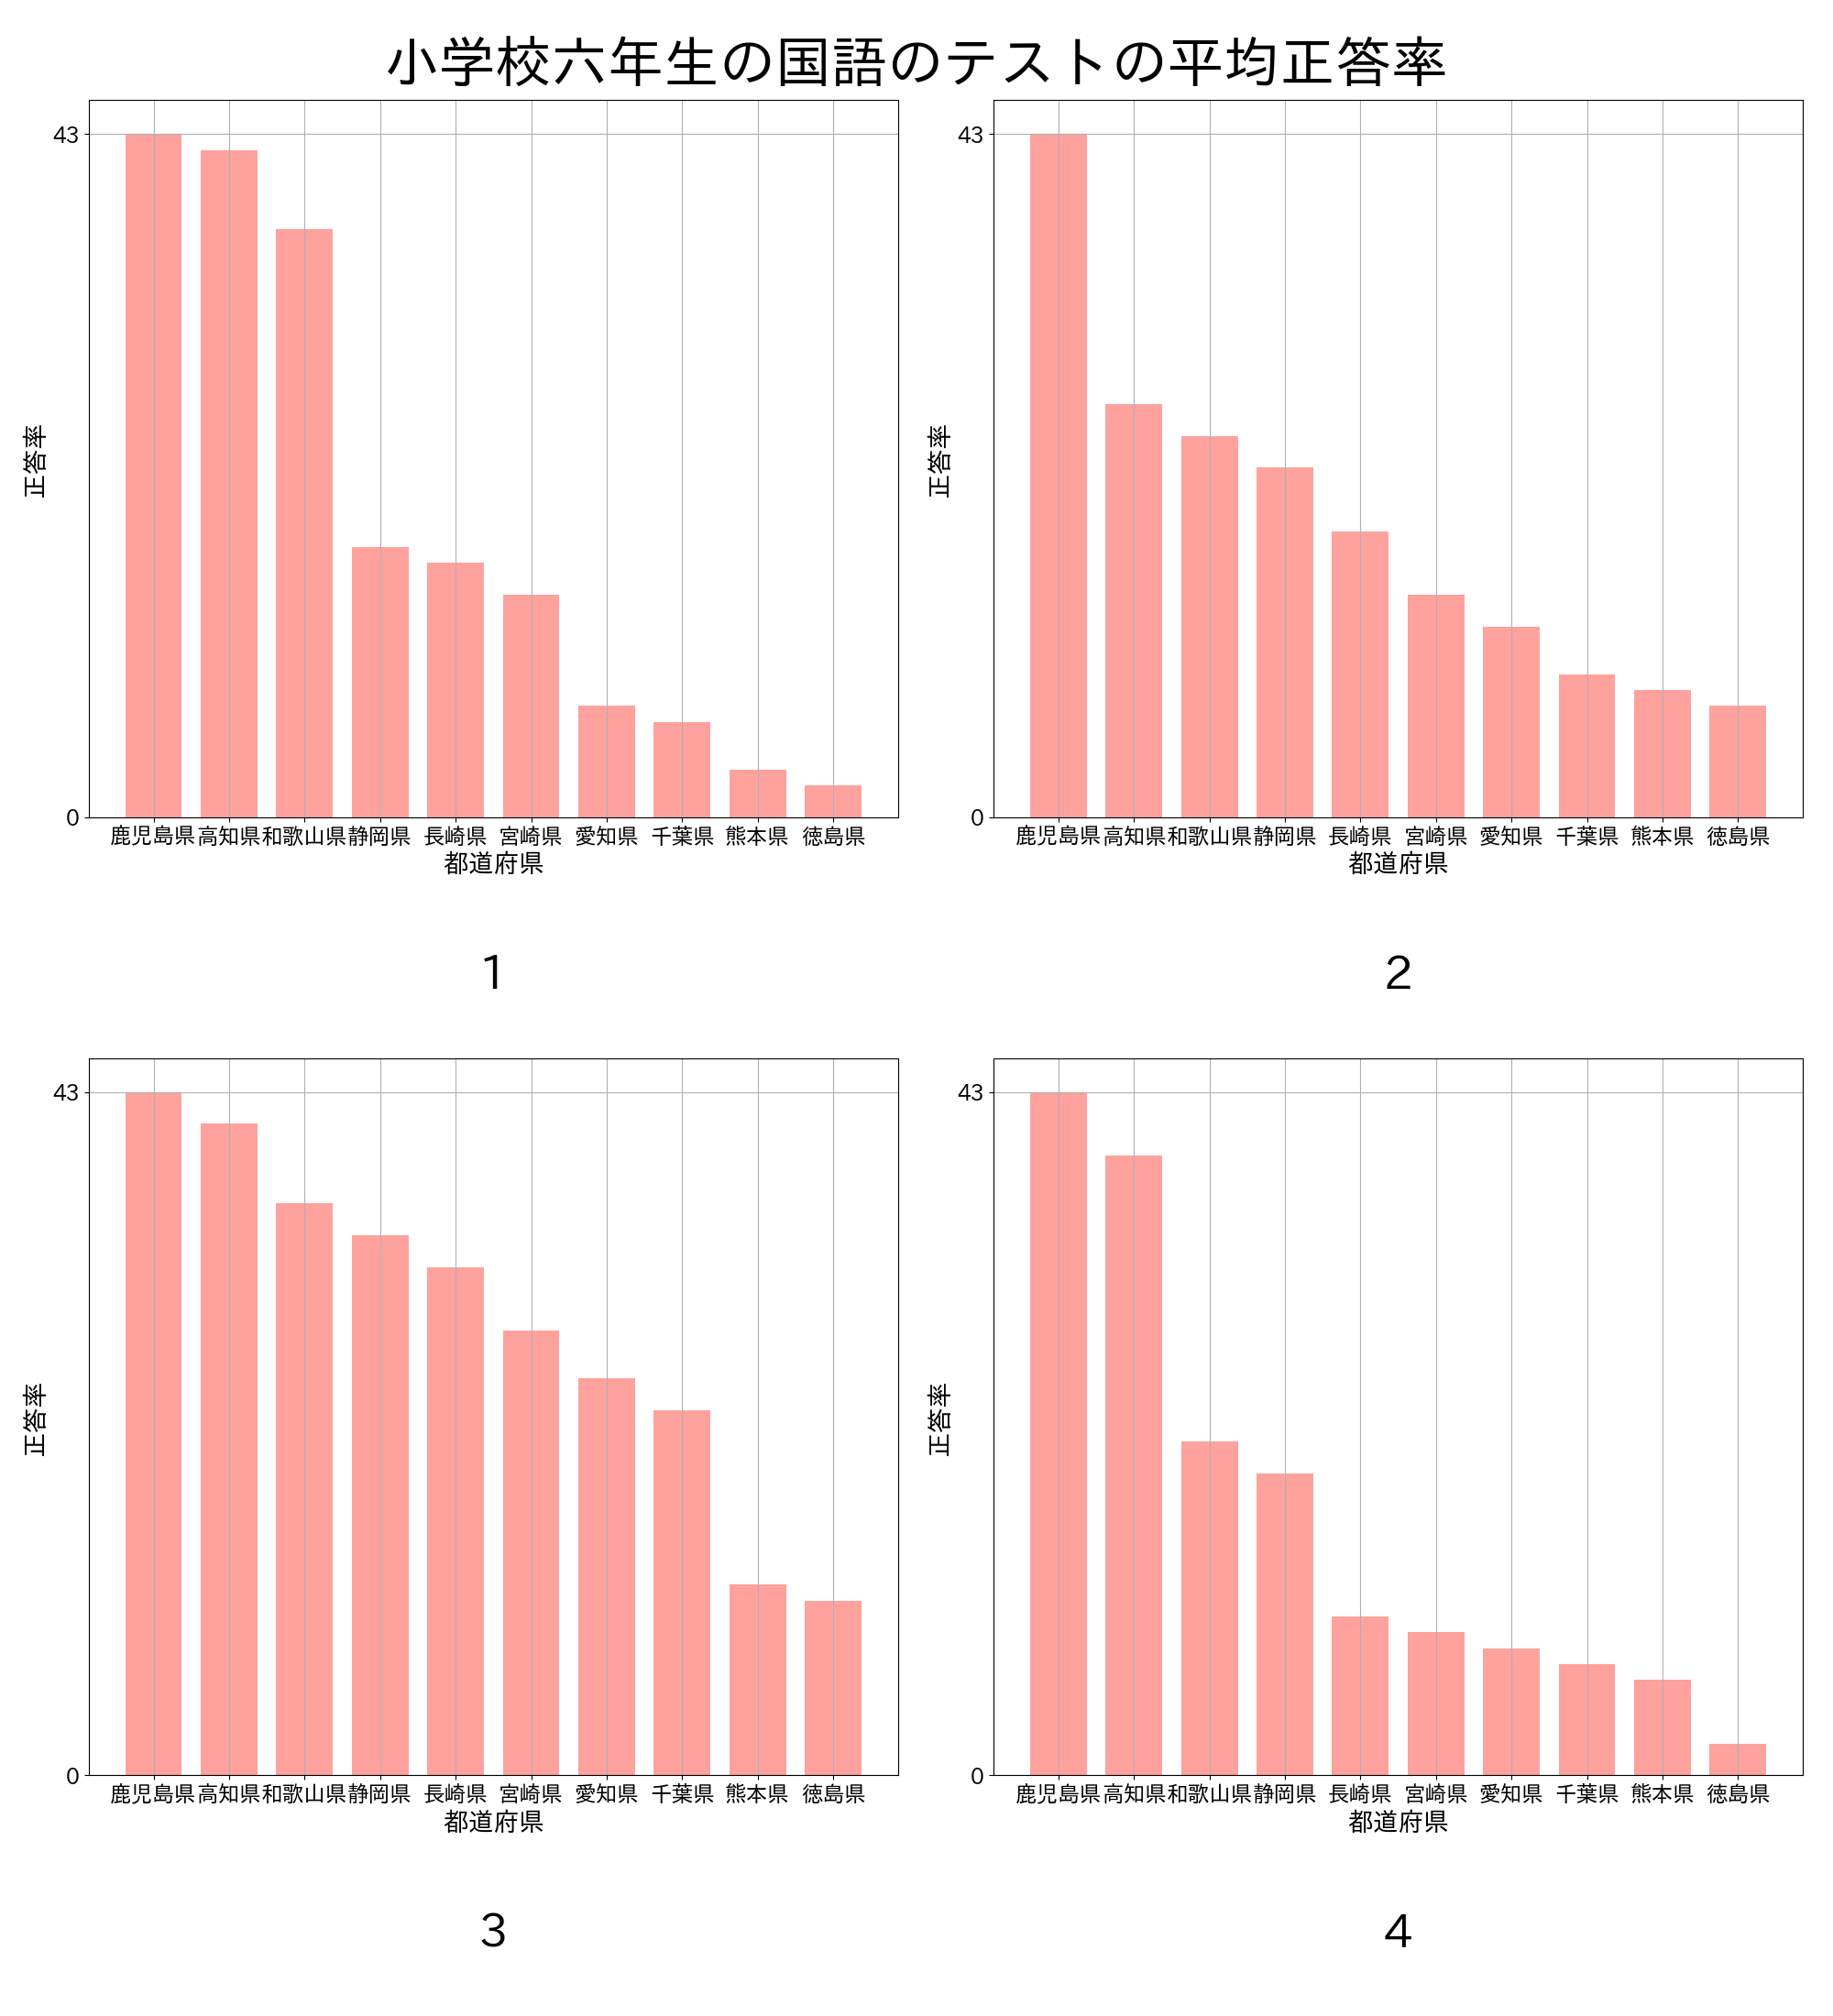 小学校六年生の国語のテストの平均正答率
43
0
正答率
鹿児島県 高知県 和歌山県 静岡県 長崎県 宮崎県 愛知県 千葉県 熊本県 徳島県
都道府県
1
43
0
正答率
鹿児島県 高知県 和歌山県 静岡県 長崎県 宮崎県 愛知県 千葉県 熊本県 徳島県
都道府県
2
43
0
正答率
鹿児島県 高知県 和歌山県 静岡県 長崎県 宮崎県 愛知県 千葉県 熊本県 徳島県
都道府県
3
43
0
正答率
鹿児島県 高知県 和歌山県 静岡県 長崎県 宮崎県 愛知県 千葉県 熊本県 徳島県
都道府県
4